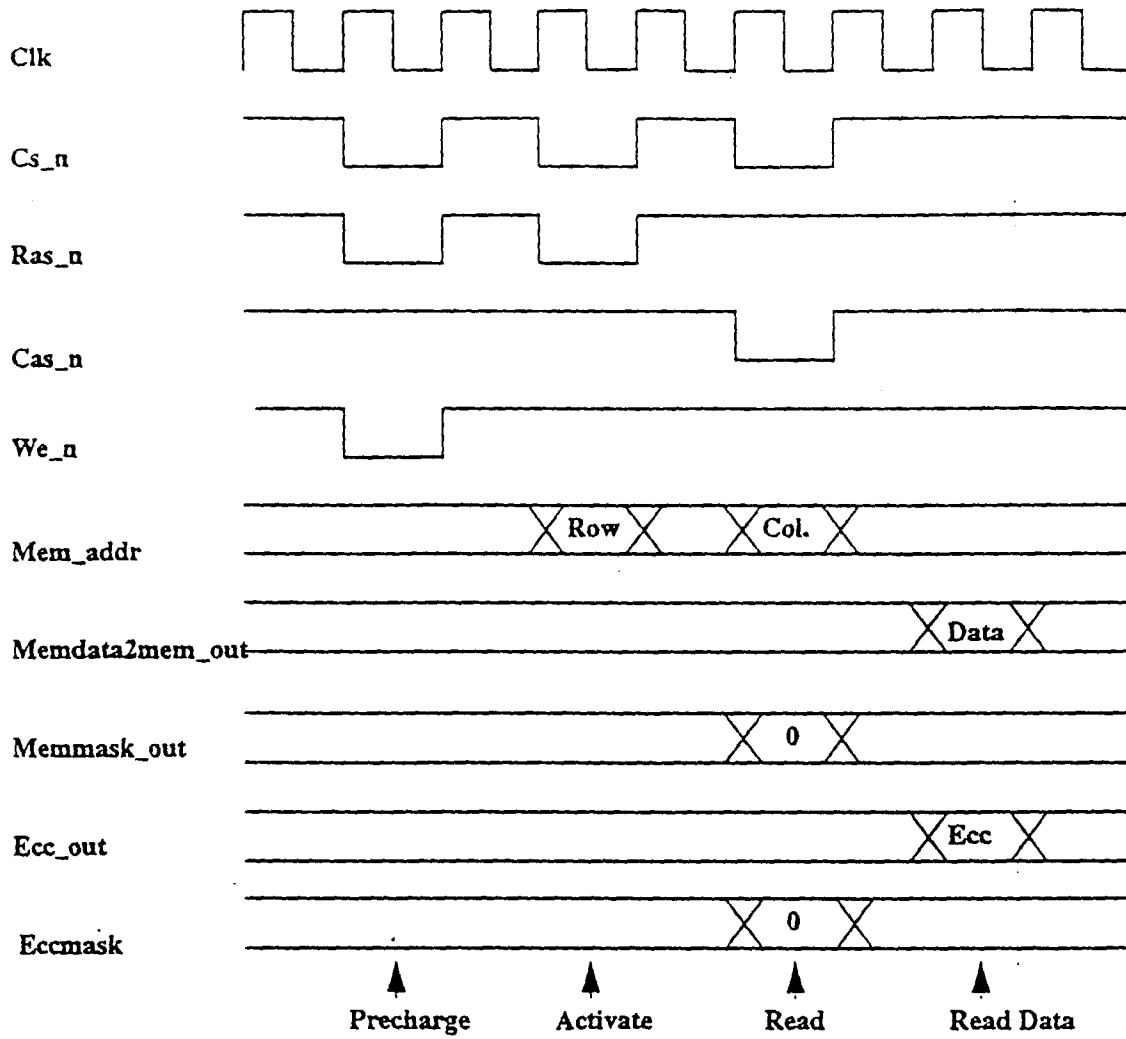 Clk
Cs_n
Ras_n
Cas_n
We_n
Mem_addr
Row
Col.
Memdata2mem_out
Data
Memmask_out
0
Ecc_out
Ecc
Eccmask
0
Precharge
Activate
Read
Read Data